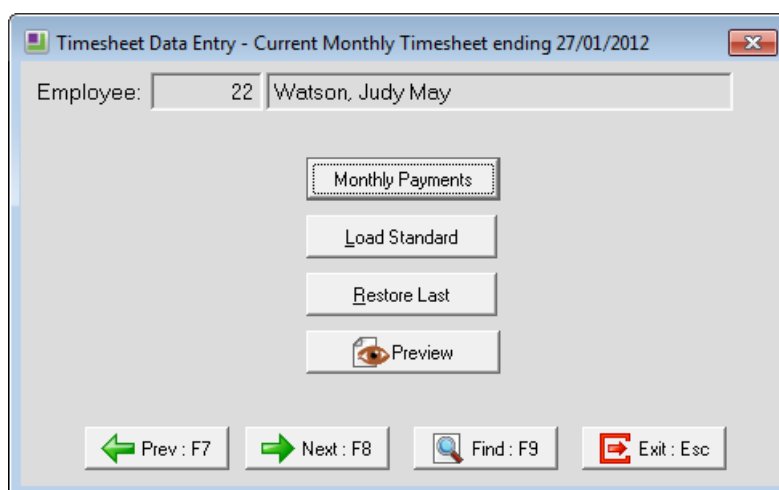 Timesheet Data Entry - Current Monthly Timesheet ending 27/01/2012
Employee: 22 Watson, Judy May
Monthly Payments
Load Standard
Restore Last
Preview
Prev : F7 Next : F8 Find : F9 Exit : Esc